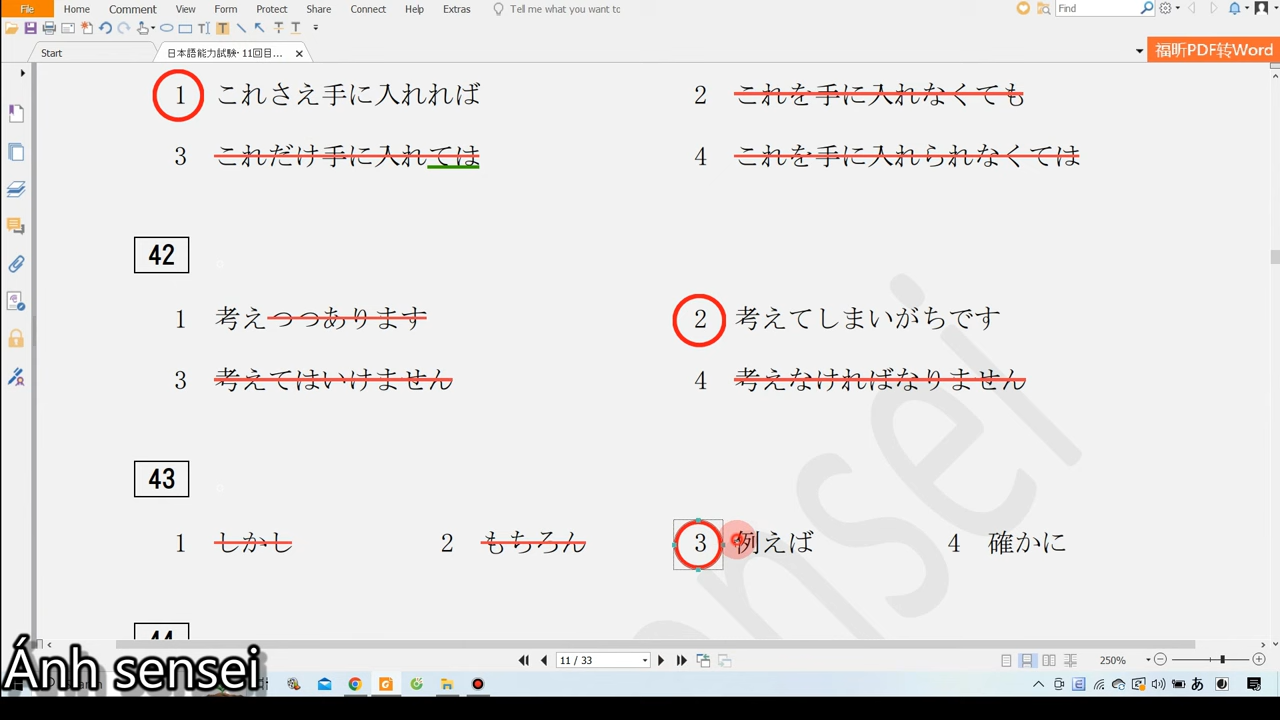 File Home Comment View Form Protect Share Connect Help Extras Tell me what you want tc Find
Start 日本語能力試験- 11回目... 福昕PDF转Word
1 これさえ手に入れれば 2 これを手に入れなくても
3 これだけ手に入れては 4 これを手に入れられなくては
42
1 考えつつあります 2 考えてしまいがちです
3 考えてはいけません 4 考えなければなりません
43
1 しかし 2 もちろん 3 例えば 4 確かに
44
Ánh sensei
11 / 33 250%